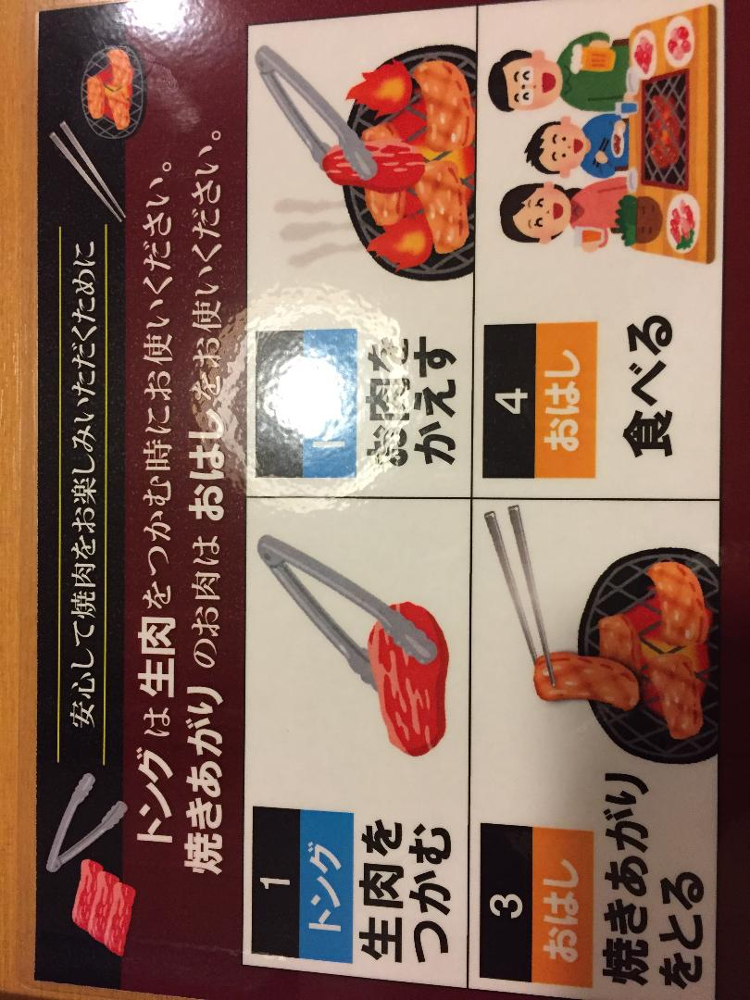 安心して焼肉をお楽しみいただくために
トングは生肉をつかむ時にお使いください。
焼きあがりのお肉はおはしをお使いください。
1
トング
生肉を
つかむ
お肉を
かえす
3
おはし
焼きあがり
をとる
4
おはし
食べる